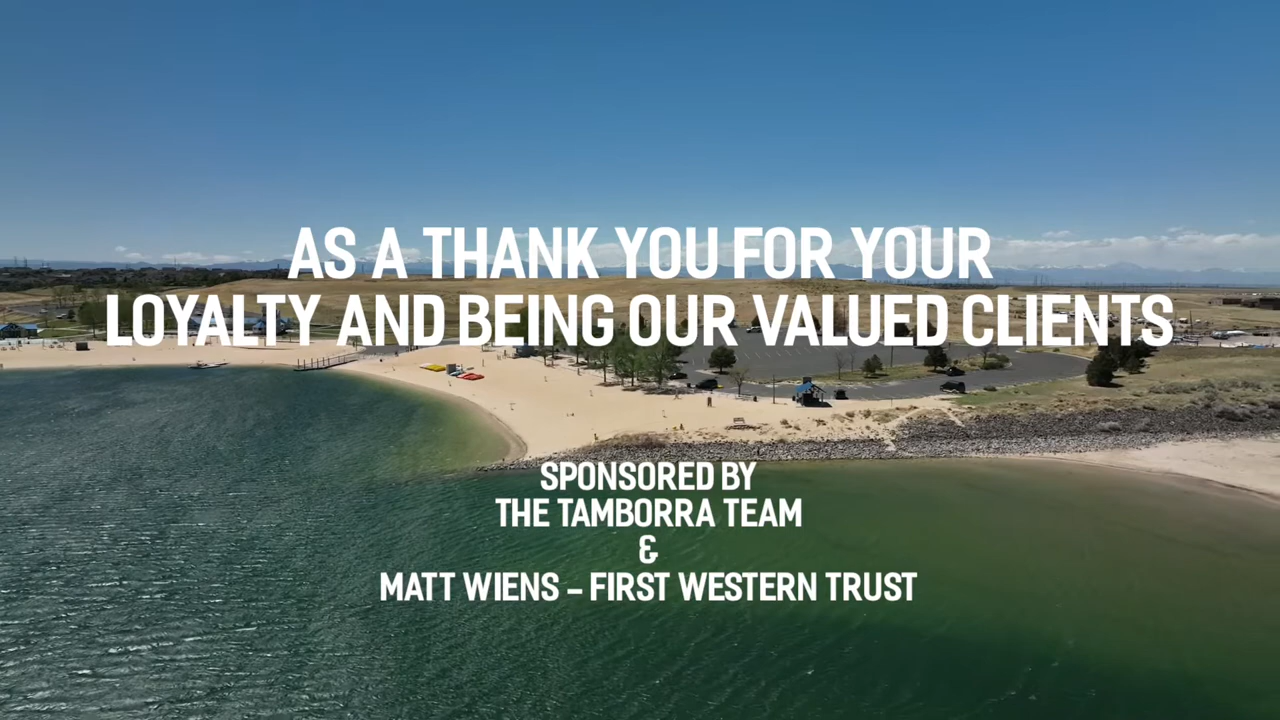 AS A THANK YOU FOR YOUR
LOYALTY AND BEING OUR VALUED CLIENTS
SPONSORED BY
THE TAMBORRA TEAM
&
MATT WIENS – FIRST WESTERN TRUST